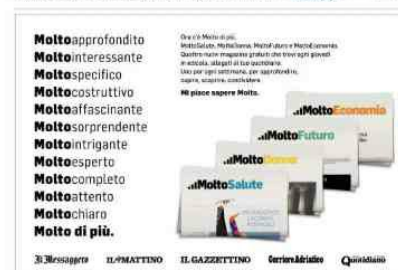 Moltoapprofondito
Moltointeressante
Moltospecifico
Moltocostruttivo
Moltoaffascinante
Moltosorprendente
Moltointrigante
Moltoesperto
Moltocompleto
Moltoattento
Moltochiaro
Molto di più.
Ora c'è Molto di più.
MoltoSalute, MoltoDonna, MoltoFuturo e MoltoEconomia
Quattro nuovi magazine gratuiti che trovi ogni giovedì
in edicola, allegati al tuo quotidiano.
Uno per ogni settimana, per approfondire,
capire, scoprire, condividere.
Mi piace sapere Molto.
MoltoEconomia
MoltoFuturo
MoltoDonna
MoltoSalute
Il Messaggero IL MATTINO IL GAZZETTINO Corriere Adriatico Quotidiano